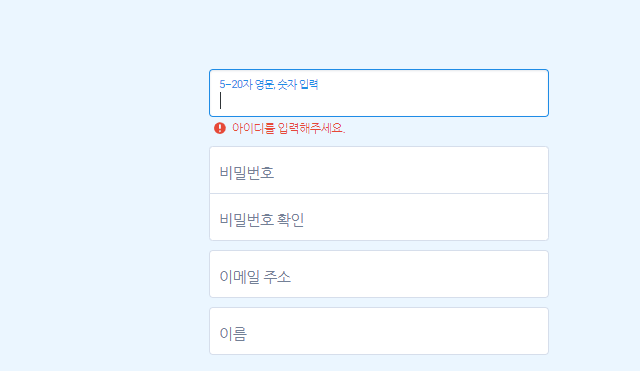 5~20자 영문, 숫자 입력
아이디를 입력해주세요.
비밀번호
비밀번호 확인
이메일 주소
이름